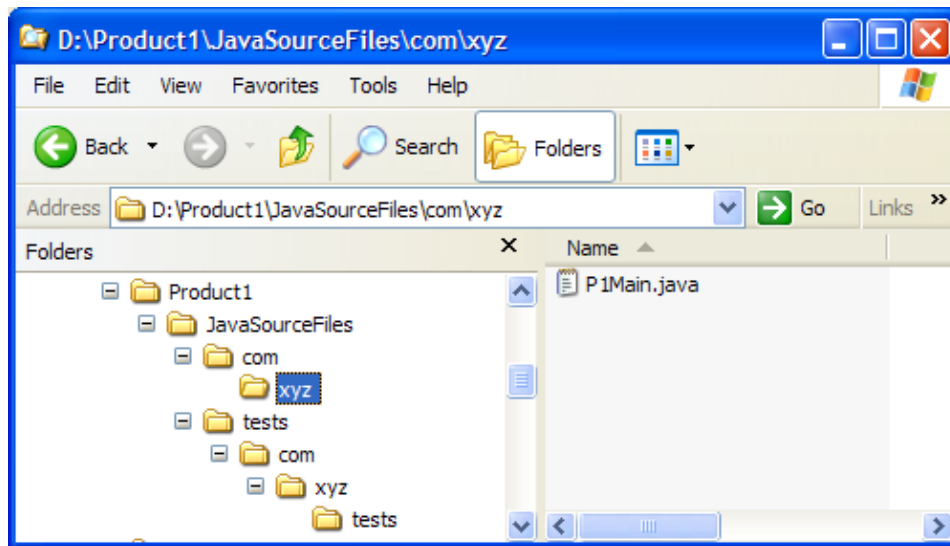 D:\Product1\JavaSourceFiles\com\xyz
File Edit View Favorites Tools Help
Back Search Folders
Address D:\Product1\JavaSourceFiles\com\xyz Go Links »
Folders × Name
Product1 P1Main.java
JavaSourceFiles
com
xyz
tests
com
xyz
tests